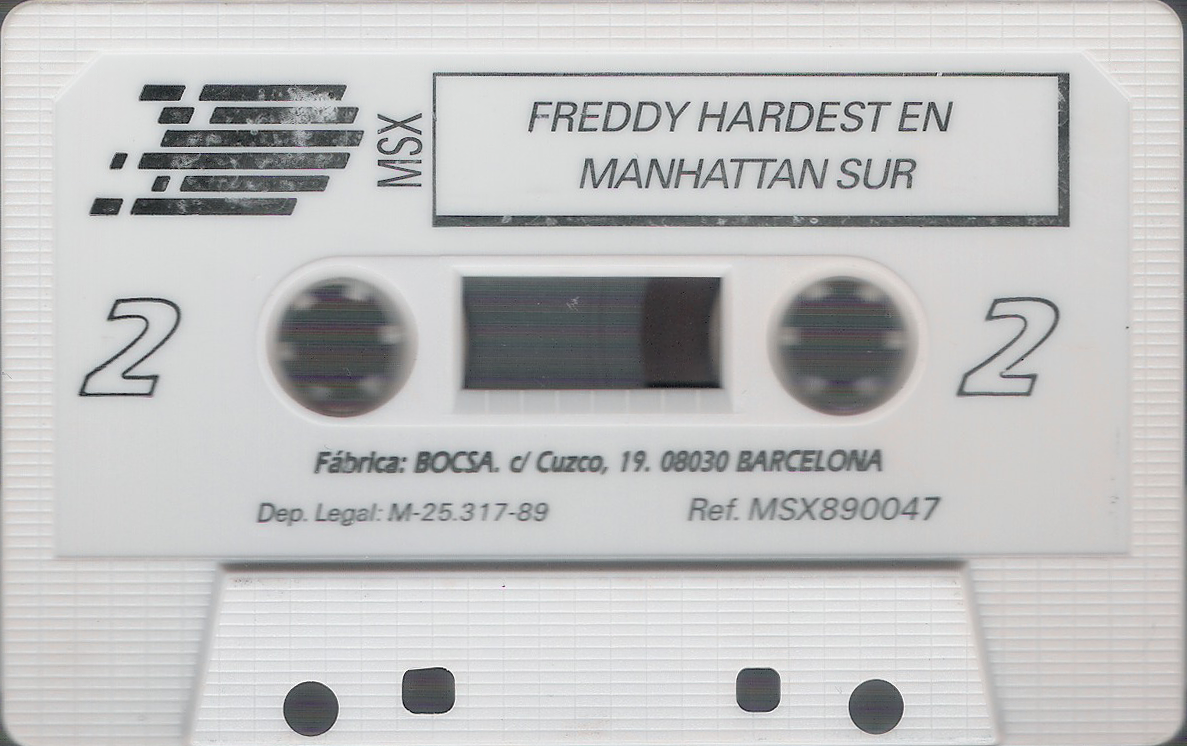 MSX
FREDDY HARDEST EN
MANHATTAN SUR
2
2
Fábrica: BOCSA. c/ Cuzco, 19. 08030 BARCELONA
Dep. Legal: M-25.317-89
Ref. MSX890047